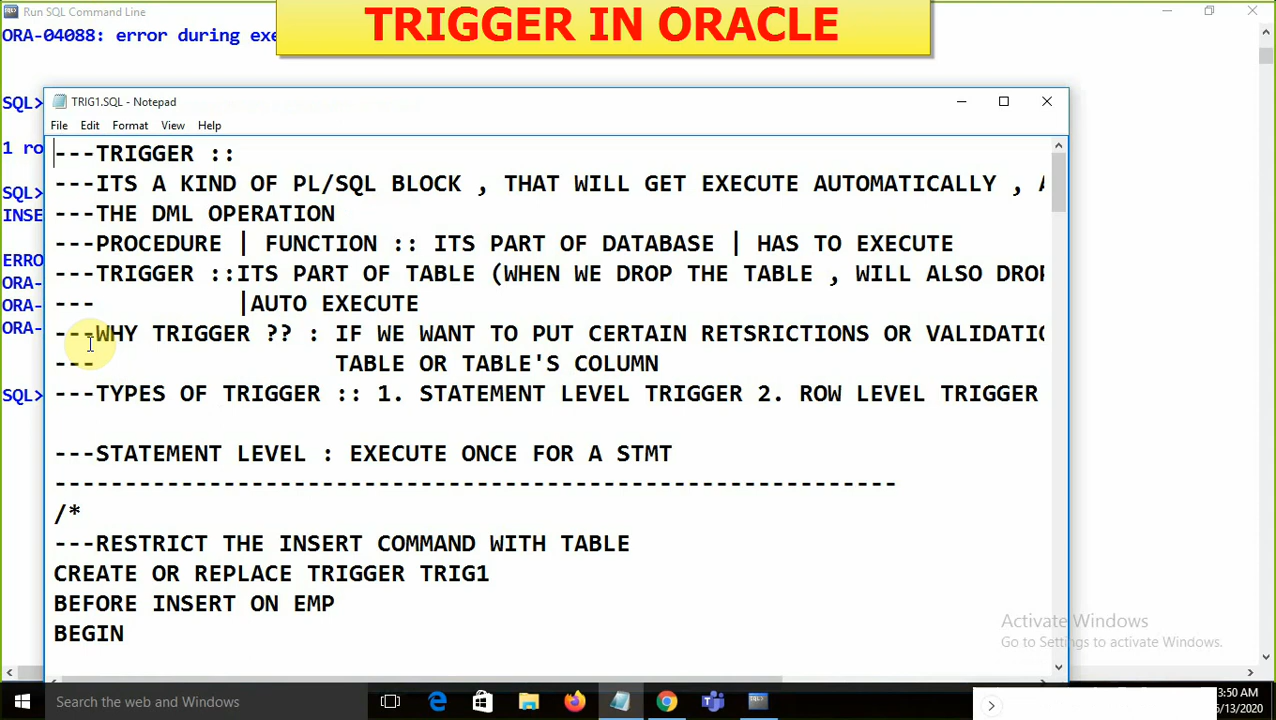 Run SQL Command Line
TRIGGER IN ORACLE
ORA-04088: error during exe
SQL>
1 ro
SQL>
INSE
ERRO
ORA-
ORA-
ORA-
SQL>
TRIG1.SQL - Notepad
File Edit Format View Help
---TRIGGER ::
---ITS A KIND OF PL/SQL BLOCK , THAT WILL GET EXECUTE AUTOMATICALLY ,
---THE DML OPERATION
---PROCEDURE | FUNCTION :: ITS PART OF DATABASE | HAS TO EXECUTE
---TRIGGER ::ITS PART OF TABLE (WHEN WE DROP THE TABLE , WILL ALSO DROP
--- |AUTO EXECUTE
---WHY TRIGGER ?? : IF WE WANT TO PUT CERTAIN RETSRICTIONS OR VALIDATIO
--- TABLE OR TABLE'S COLUMN
---TYPES OF TRIGGER :: 1. STATEMENT LEVEL TRIGGER 2. ROW LEVEL TRIGGER
---STATEMENT LEVEL : EXECUTE ONCE FOR A STMT
------------------------------------------------------------
/*
---RESTRICT THE INSERT COMMAND WITH TABLE
CREATE OR REPLACE TRIGGER TRIG1
BEFORE INSERT ON EMP
BEGIN
Activate Windows
Go to Settings to activate Windows.
Search the web and Windows
3:50 AM
/13/2020